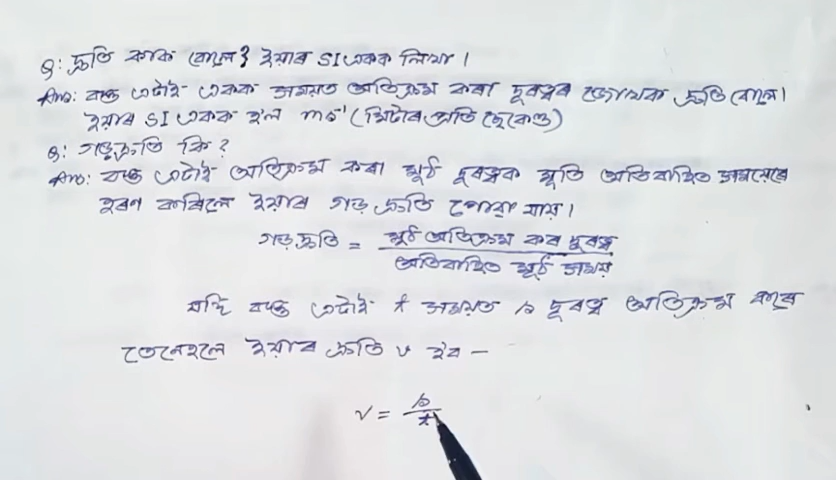 Q: দ্ৰুতি কাক বোলে? ইয়াৰ SI একক লিখা।
Ans: বস্তু এটাই একক সময়ত অতিক্ৰম কৰা দূৰত্বৰ জোখক দ্ৰুতি বোলে।
ইয়াৰ SI একক হ'ল ms⁻¹ (মিটাৰ প্ৰতি ছেকেণ্ড)
Q: গড় দ্ৰুতি কি?
Ans: বস্তু এটাই অতিক্ৰম কৰা মুঠ দূৰত্বক মুঠ অতিবাহিত সময়েৰে
হৰণ কৰিলে ইয়াৰ গড় দ্ৰুতি পোৱা যায়।
গড় দ্ৰুতি = মুঠ অতিক্ৰম কৰা দূৰত্ব
অতিবাহিত মুঠ সময়
যদি বস্তু এটাই t সময়ত s দূৰত্ব অতিক্ৰম কৰে
তেনেহলে ইয়াৰ দ্ৰুতি v হ'ব —
v = s
t